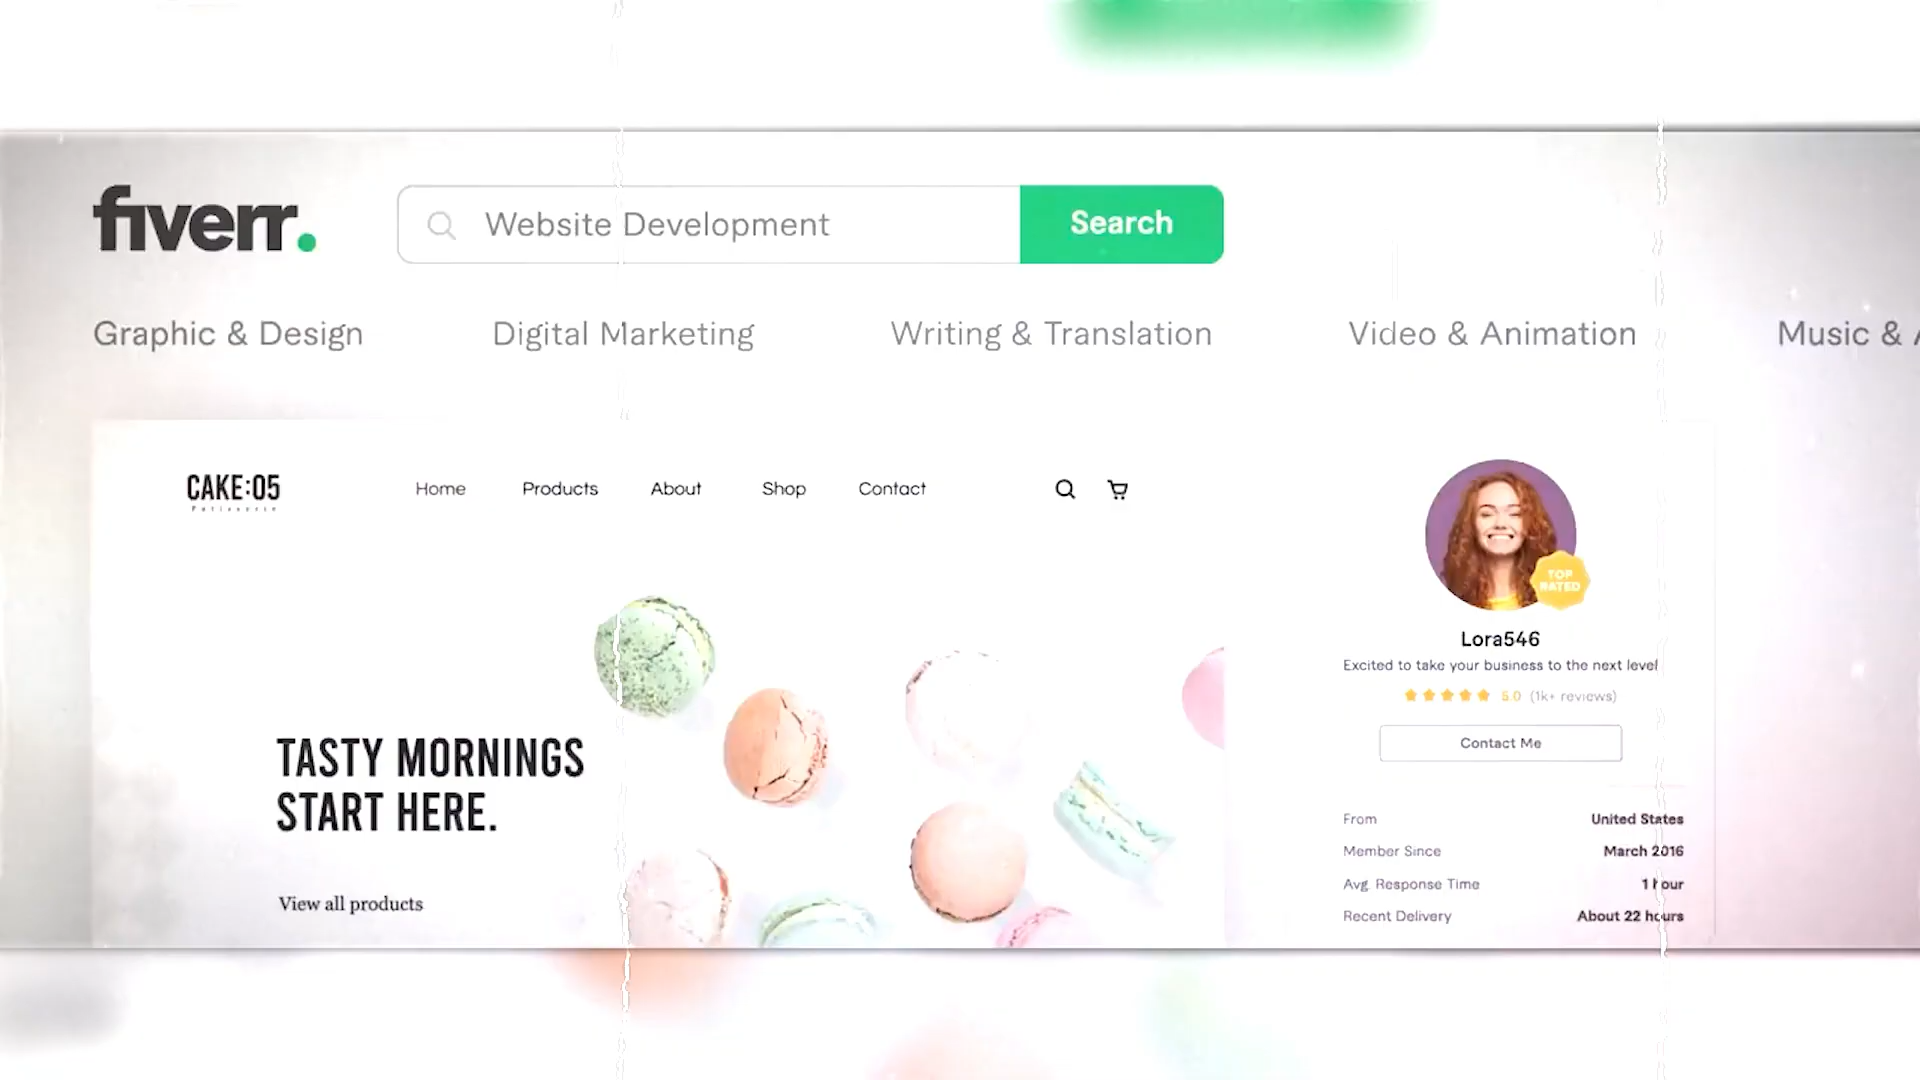 fiverr.
Website Development
Search
Graphic & Design
Digital Marketing
Writing & Translation
Video & Animation
Music &
CAKE:05
Patisserie
Home
Products
About
Shop
Contact
TASTY MORNINGS
START HERE.
View all products
TOP
RATED
Lora546
Excited to take your business to the next level
5.0 (1k+ reviews)
Contact Me
From United States
Member Since March 2016
Avg. Response Time 1 hour
Recent Delivery About 22 hours